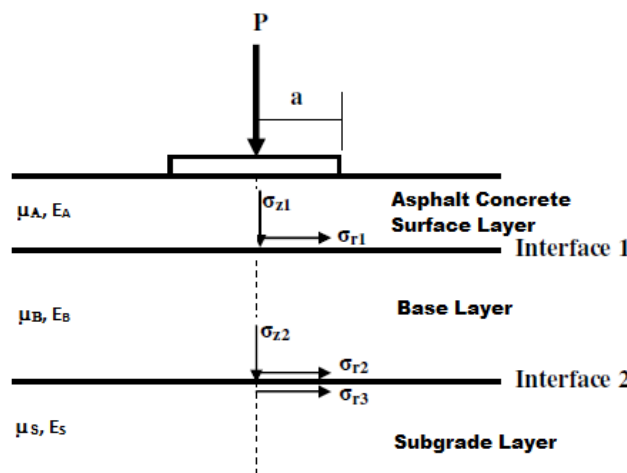 P
a
μA, EA
σz1
Asphalt Concrete
Surface Layer
σr1
Interface 1
μB, EB
Base Layer
σz2
σr2
Interface 2
σr3
μS, ES
Subgrade Layer